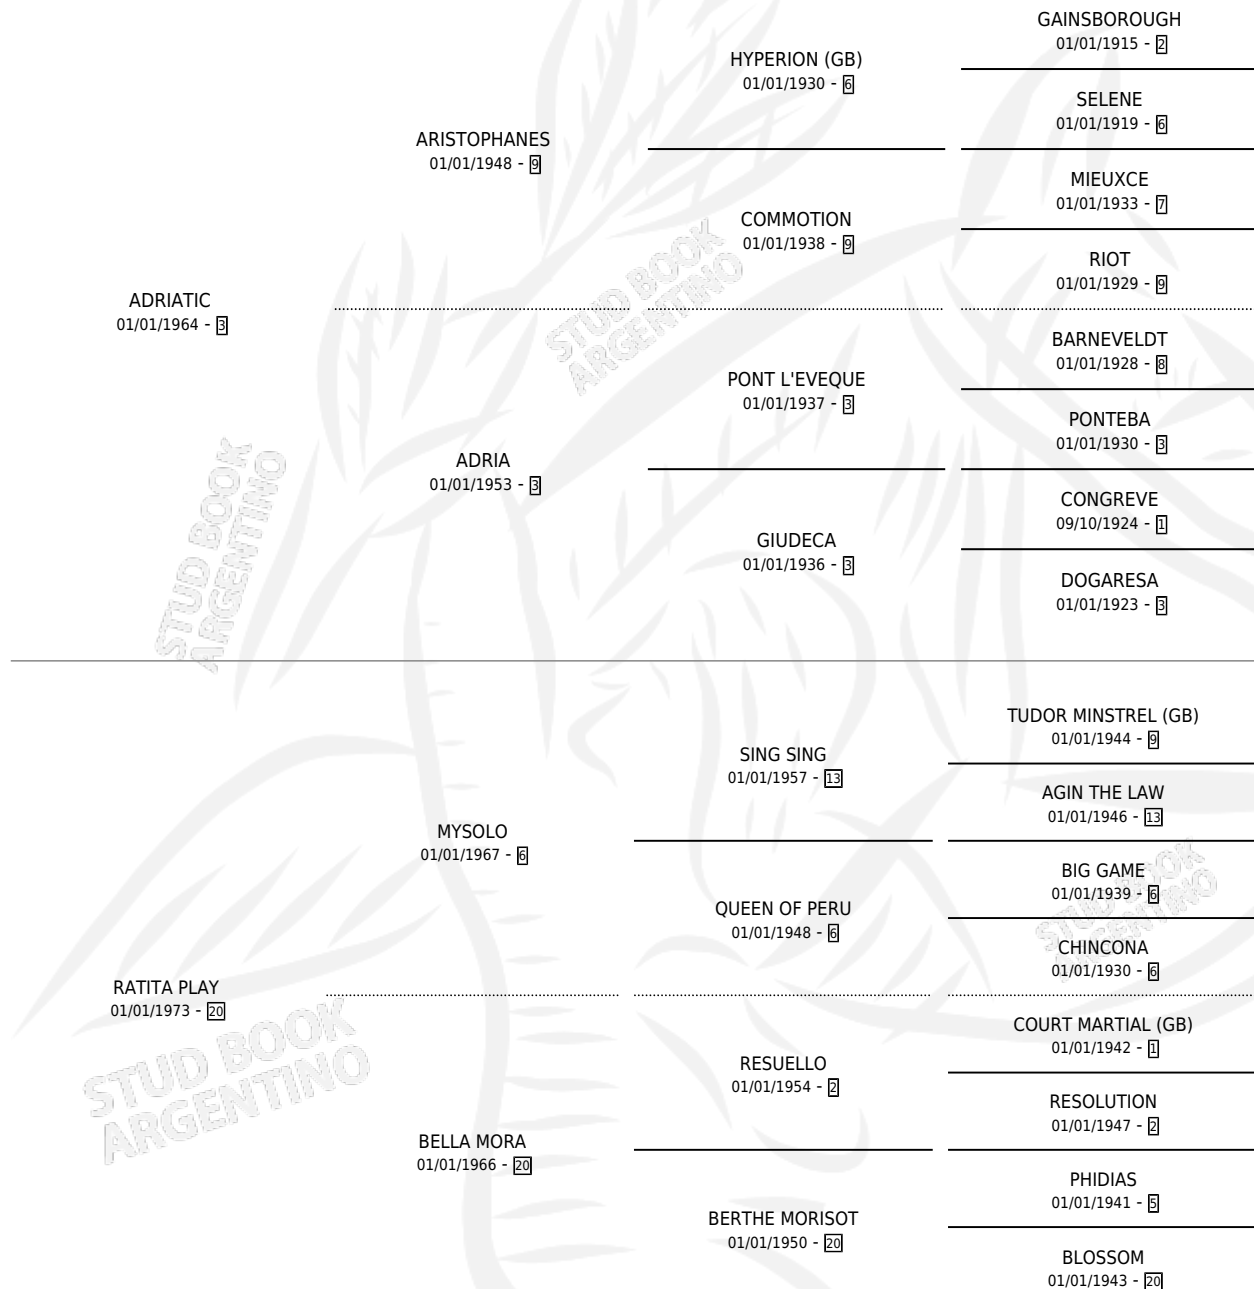 GAINSBOROUGH
01/01/1915 - 2
HYPERION (GB)
01/01/1930 - 6
SELENE
01/01/1919 - 6
ARISTOPHANES
01/01/1948 - 9
MIEUXCE
01/01/1933 - 7
COMMOTION
01/01/1938 - 9
RIOT
01/01/1929 - 9
ADRIATIC
01/01/1964 - 3
STUD BOOK
ARGENTINO
BARNEVELDT
01/01/1928 - 8
PONT L'EVEQUE
01/01/1937 - 3
PONTEBA
01/01/1930 - 3
ADRIA
01/01/1953 - 3
CONGREVE
09/10/1924 - 1
GIUDECA
01/01/1936 - 3
DOGARESA
01/01/1923 - 3
STUD BOOK
ARGENTINO
TUDOR MINSTREL (GB)
01/01/1944 - 9
SING SING
01/01/1957 - 13
AGIN THE LAW
01/01/1946 - 13
MYSOLO
01/01/1967 - 6
BIG GAME
01/01/1939 - 6
QUEEN OF PERU
01/01/1948 - 6
CHINCONA
01/01/1930 - 6
STUD BOOK
ARGENTINO
RATITA PLAY
01/01/1973 - 20
COURT MARTIAL (GB)
01/01/1942 - 1
RESUELLO
01/01/1954 - 2
RESOLUTION
01/01/1947 - 2
BELLA MORA
01/01/1966 - 20
PHIDIAS
01/01/1941 - 5
BERTHE MORISOT
01/01/1950 - 20
BLOSSOM
01/01/1943 - 20
STUD BOOK
ARGENTINO